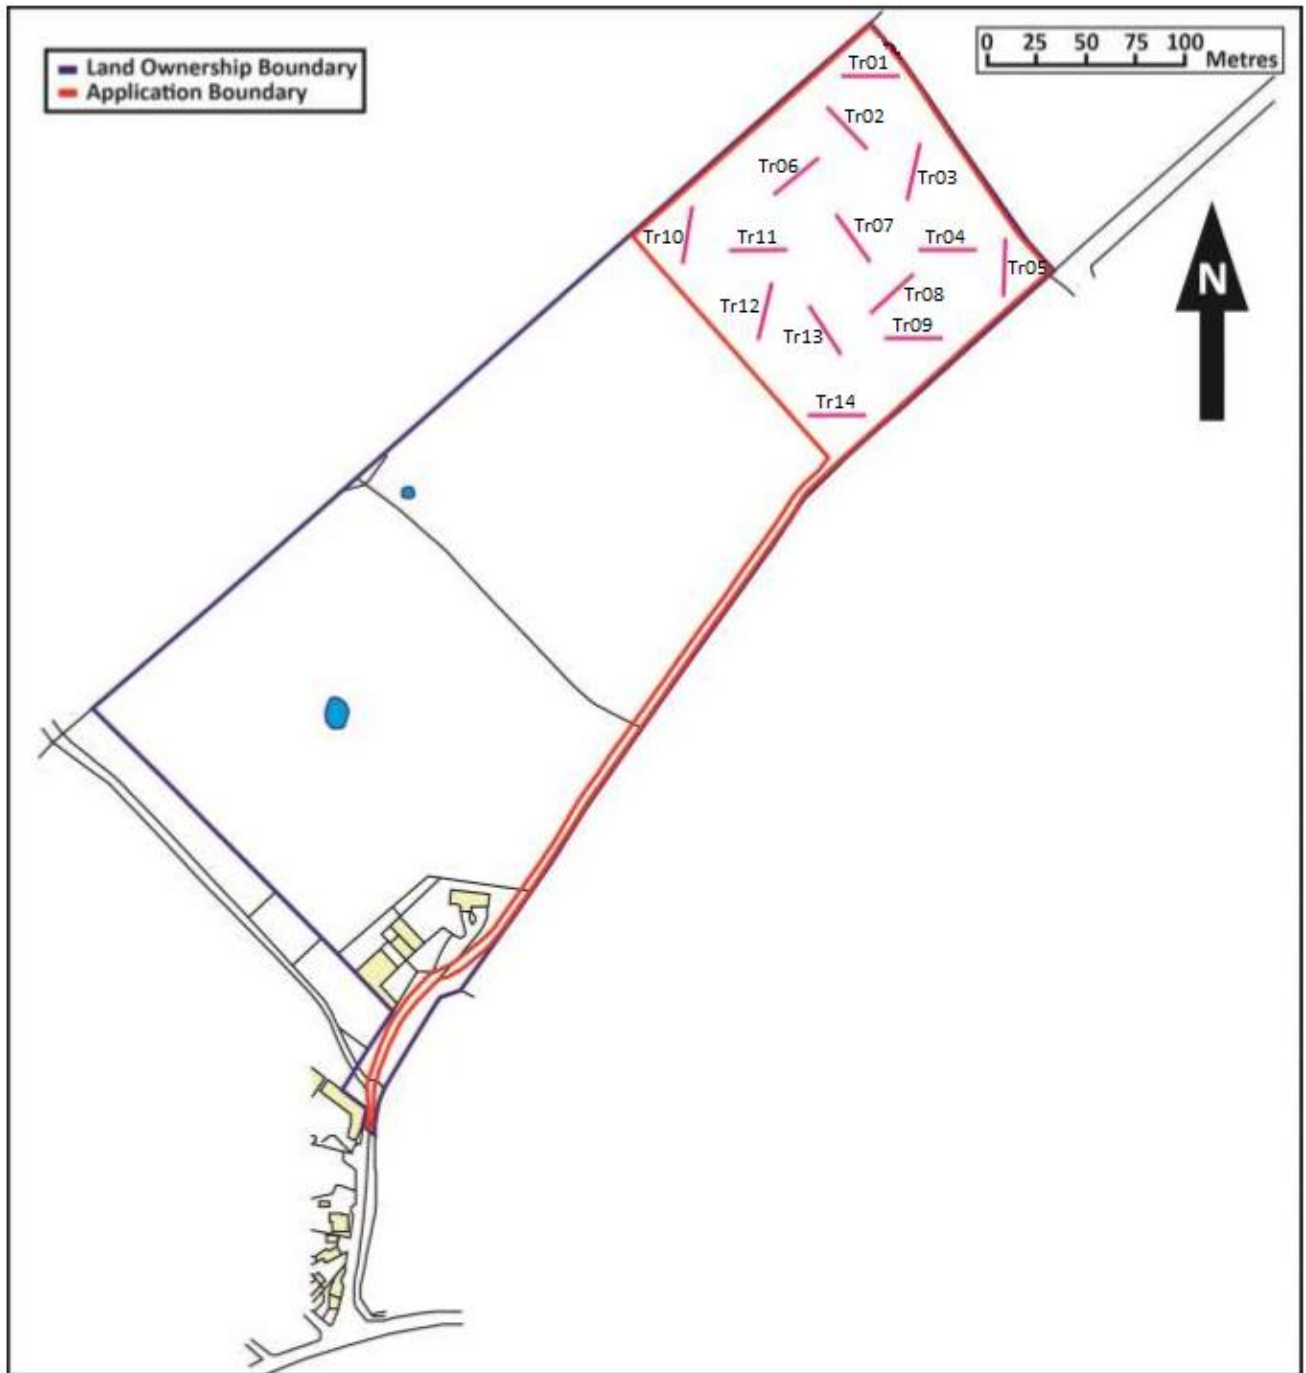 Land Ownership Boundary
Application Boundary
0 25 50 75 100
Metres
Tr01
Tr02
Tr06
Tr03
Tr10
Tr11
Tr07
Tr04
Tr05
Tr12
Tr08
Tr13
Tr09
Tr14
N